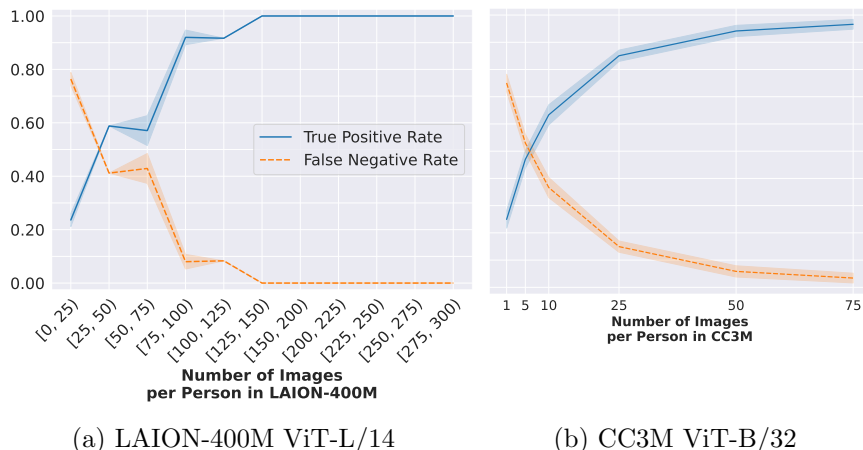 1.00
0.80
0.60
0.40
0.20
0.00
True Positive Rate
False Negative Rate
[0, 25)
[25, 50)
[50, 75)
[75, 100)
[100, 125)
[125, 150)
[150, 200)
[200, 225)
[225, 250)
[250, 275)
[275, 300)
Number of Images
per Person in LAION-400M
(a) LAION-400M ViT-L/14
1 5 10 25 50 75
Number of Images
per Person in CC3M
(b) CC3M ViT-B/32